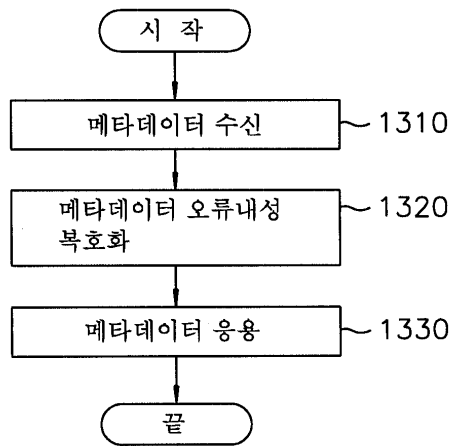 시 작
메타데이터 수신
1310
메타데이터 오류내성
1320
복호화
메타데이터 응용
1330
끝